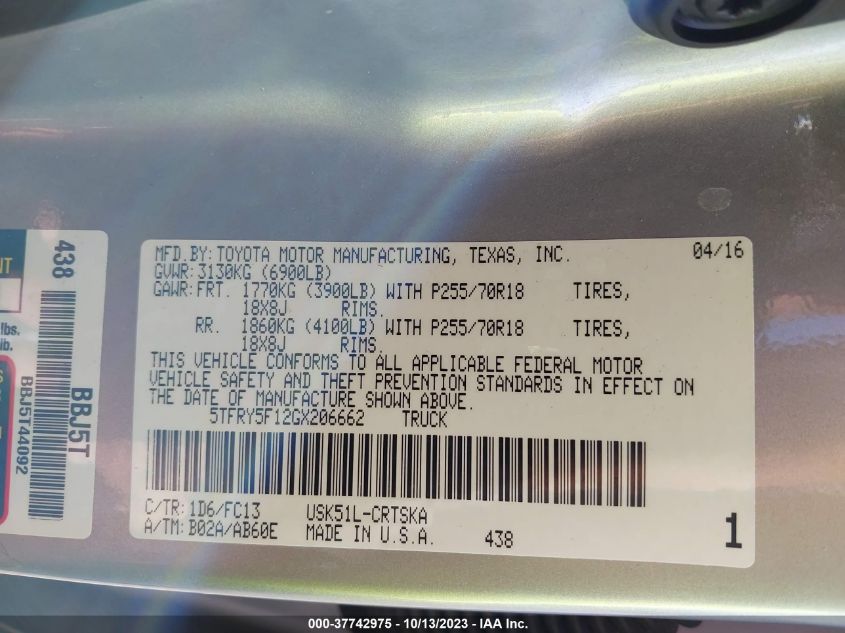 NT
438
lbs.
lb.
S
BBJ5T
BBJ5T44092
MFD.BY: TOYOTA MOTOR MANUFACTURING, TEXAS, INC. 04/16
GVWR: 3130KG (6900LB)
GAWR: FRT. 1770KG (3900LB) WITH P255/70R18 TIRES,
18X8J RIMS.
RR. 1860KG (4100LB) WITH P255/70R18 TIRES,
18X8J RIMS.
THIS VEHICLE CONFORMS TO ALL APPLICABLE FEDERAL MOTOR
VEHICLE SAFETY AND THEFT PREVENTION STANDARDS IN EFFECT ON
THE DATE OF MANUFACTURE SHOWN ABOVE.
5TFRY5F12GX206662 TRUCK
C/TR: 1D6/FC13 USK51L-CRTSKA
A/TM: B02A/AB60E MADE IN U.S.A. 438 1
000-37742975 - 10/13/2023 - IAA Inc.